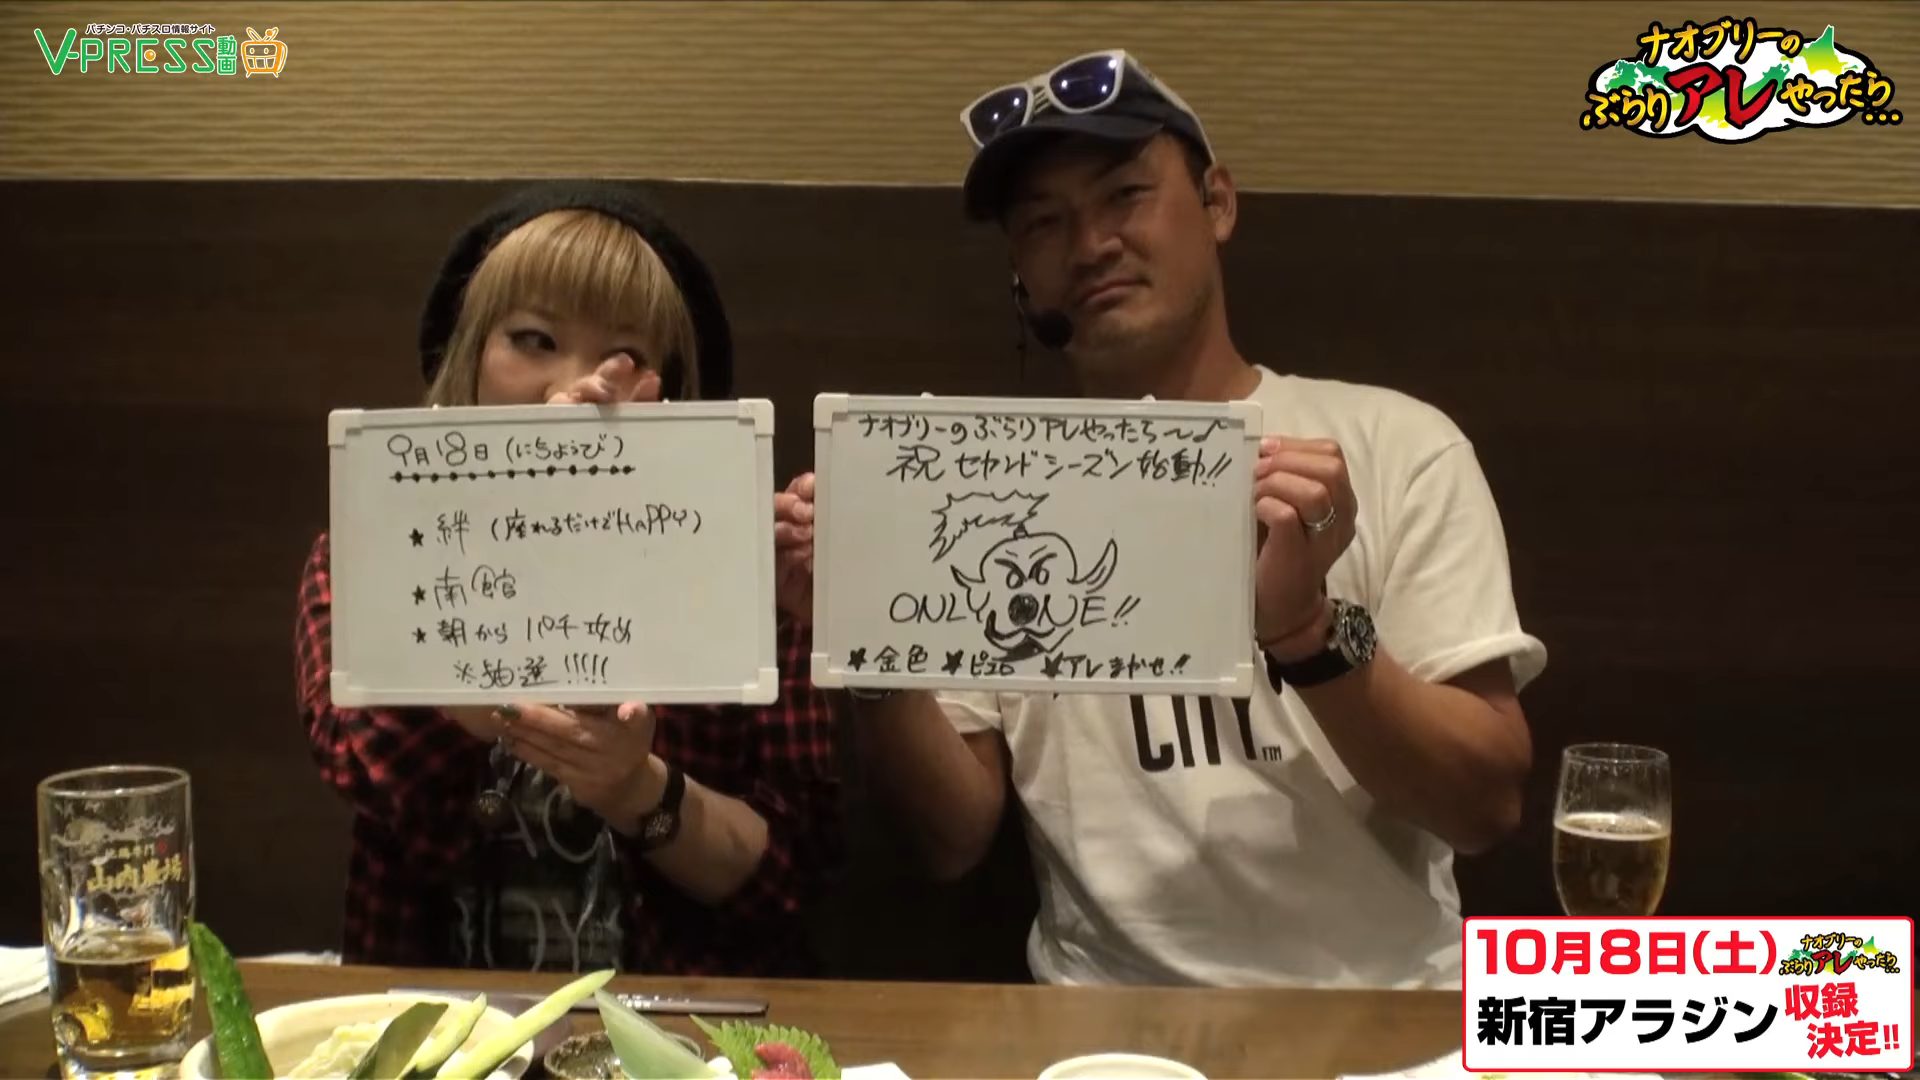 パチンコ・パチスロ情報サイト
V-PRESS動画
ナオブリーの
ぶらりアレやったら...
9月18日(にちようび)
★絆(座れるだけでHAPPY)
★南館
★朝からパチ攻め
※抽選!!!!!
ナオブリーのぶらりアレやったら〜♪
祝セカンドシーズン始動!!
ONLY ONE!!
★金色 ★ピエロ ★アレまかせ!!
CITY
山内農場
10月8日(土)
ナオブリーの
ぶらりアレやったら...
新宿アラジン
収録
決定!!